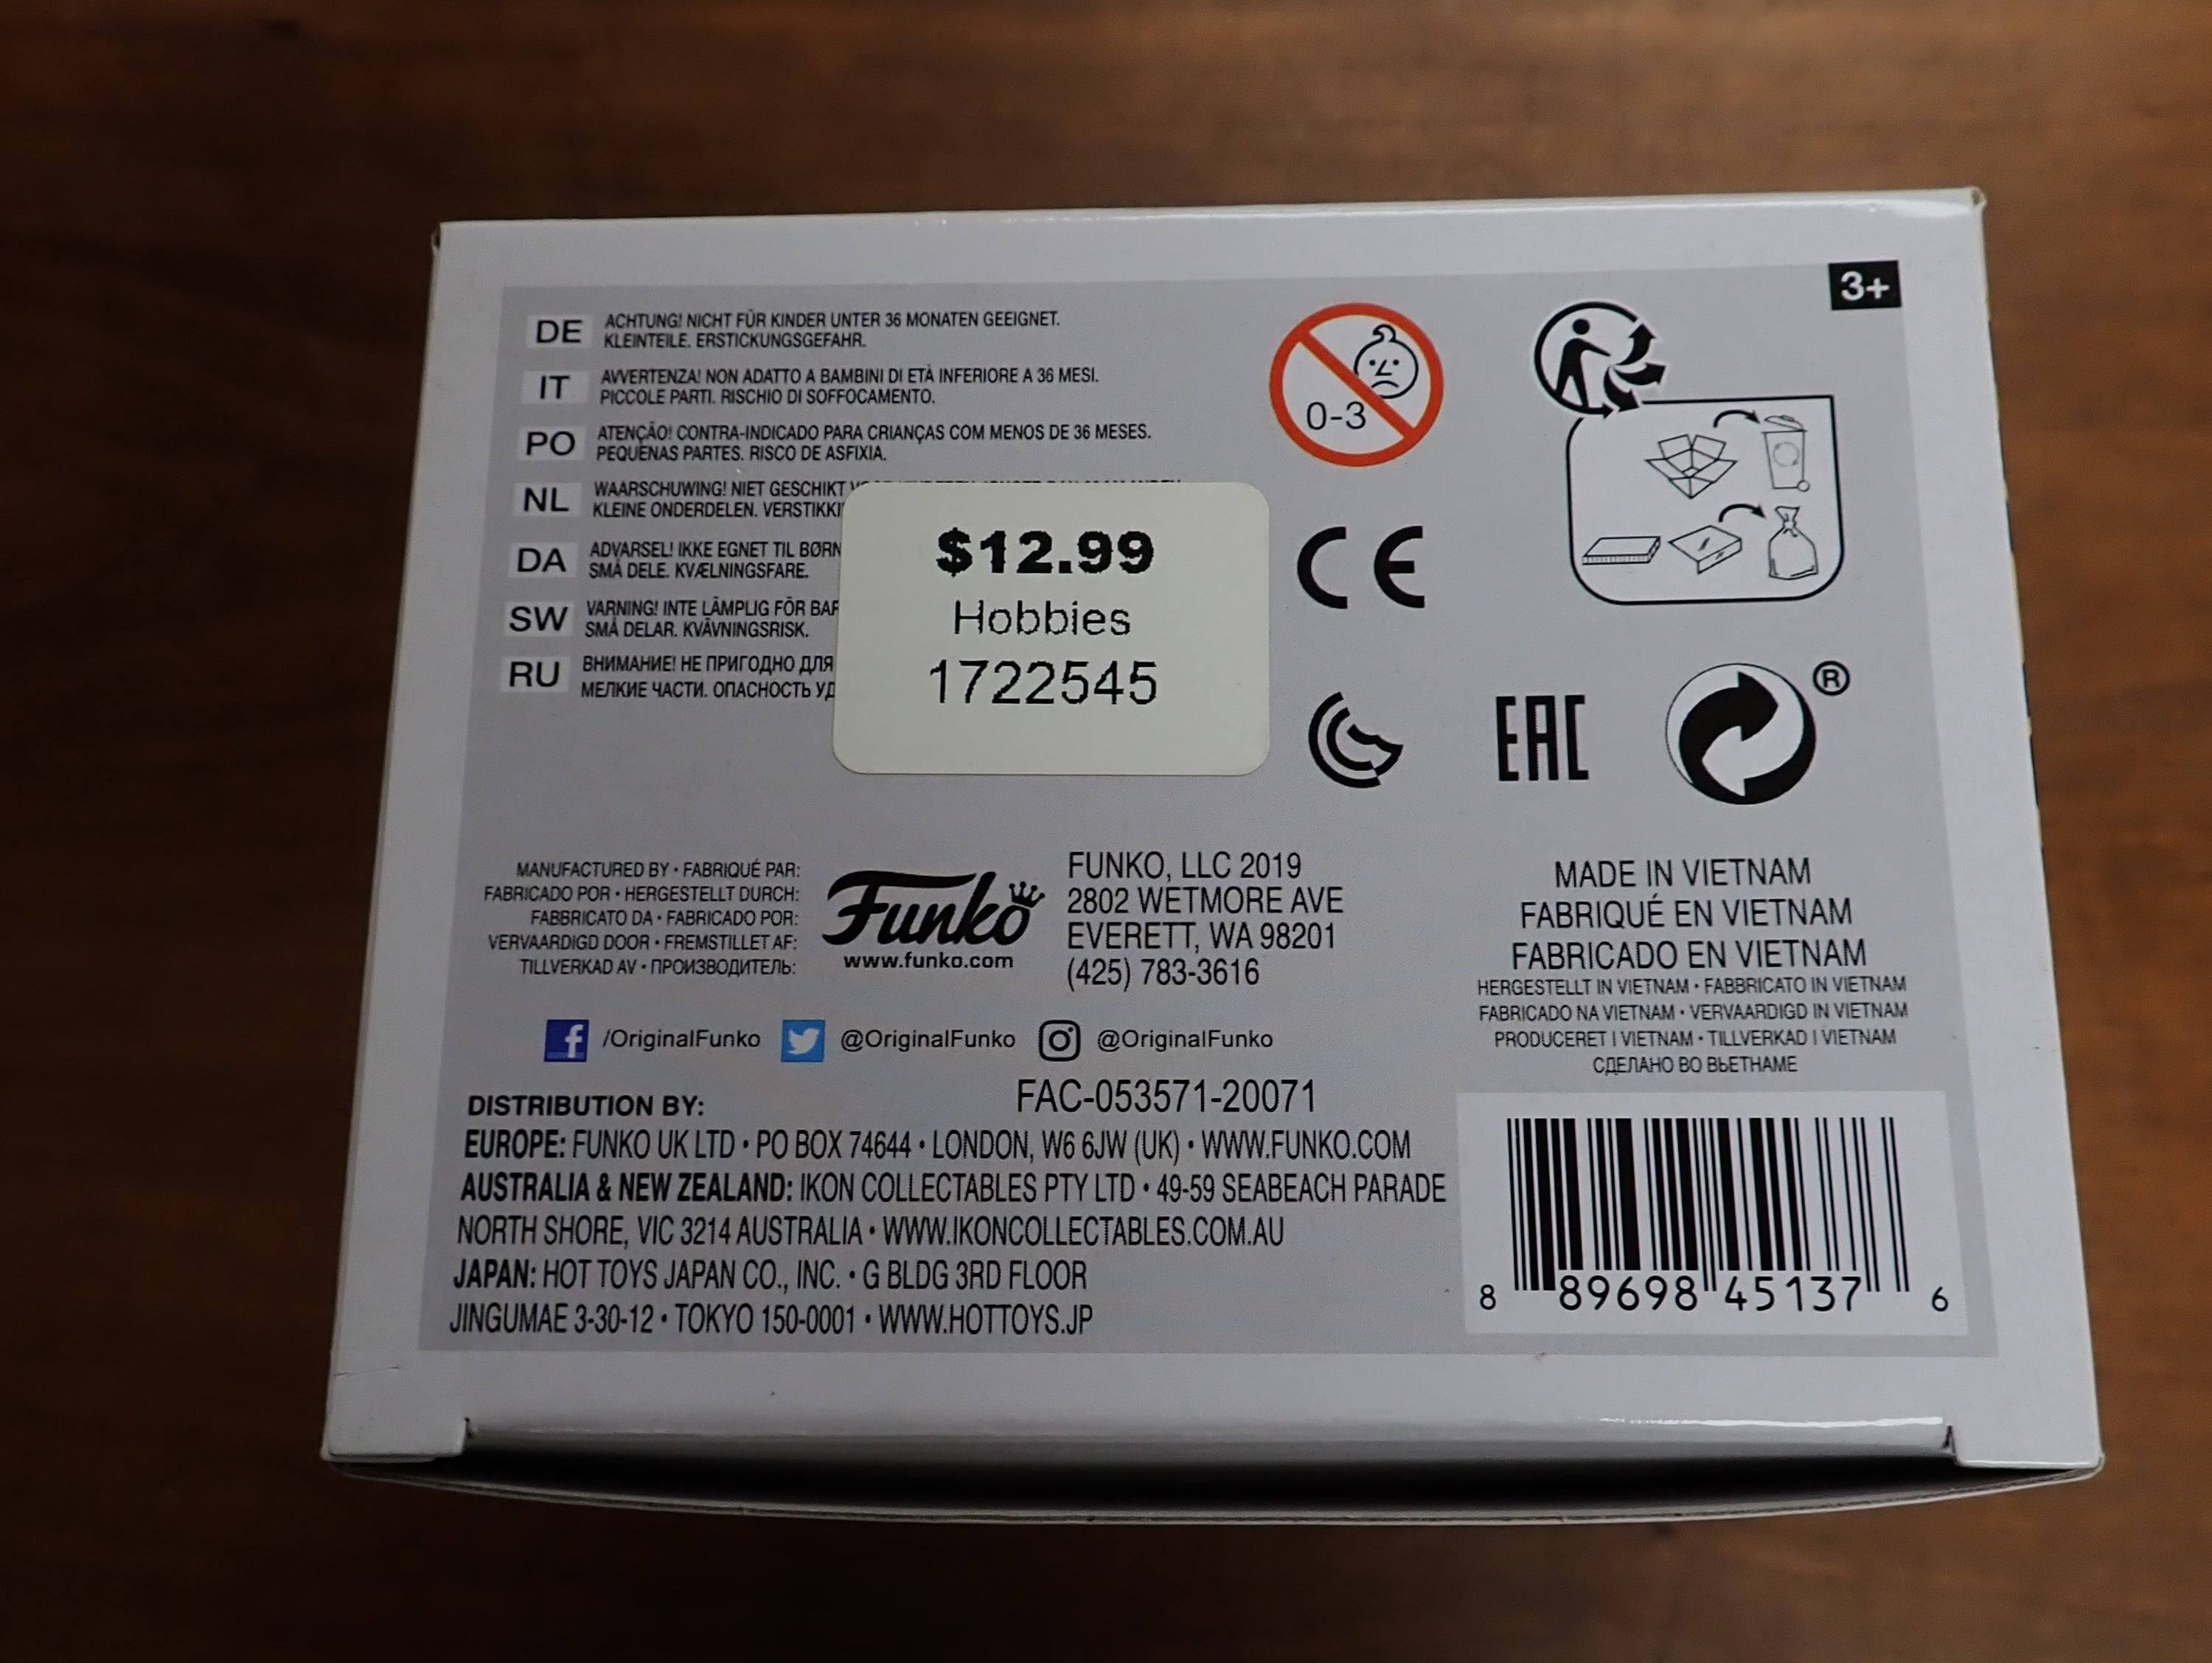 3+
DE
ACHTUNG! NICHT FÜR KINDER UNTER 36 MONATEN GEEIGNET.
KLEINTEILE. ERSTICKUNGSGEFAHR.
IT
AVVERTENZA! NON ADATTO A BAMBINI DI ETÀ INFERIORE A 36 MESI.
PICCOLE PARTI. RISCHIO DI SOFFOCAMENTO.
PO
ATENÇÃO! CONTRA-INDICADO PARA CRIANÇAS COM MENOS DE 36 MESES.
PEQUENAS PARTES. RISCO DE ASFIXIA.
NL
WAARSCHUWING! NIET GESCHIKT
KLEINE ONDERDELEN.
DA
ADVARSEL! IKKE EGNET TIL BØRN
SMÅ DELE. KVÆLNINGSFARE.
SW
VARNING! INTE LÄMPLIG FÖR
SMÅ DELAR. KVÄVNINGSRISK.
RU
ВНИМАНИЕ! НЕ ПРИГОДНО ДЛЯ
МЕЛКИЕ ЧАСТИ. ОПАСНОСТЬ
$12.99
Hobbies
1722545
0-3
CE
EAC
®
MANUFACTURED BY • FABRIQUÉ PAR:
FABRICADO POR • HERGESTELLT DURCH:
FABBRICATO DA • FABRICADO POR:
VERVAARDIGD DOOR • FREMSTILLET AF:
TILLVERKAD AV • ПРОИЗВОДИТЕЛЬ:
Funko
www.funko.com
FUNKO, LLC 2019
2802 WETMORE AVE
EVERETT, WA 98201
(425) 783-3616
MADE IN VIETNAM
FABRIQUÉ EN VIETNAM
FABRICADO EN VIETNAM
HERGESTELLT IN VIETNAM • FABBRICATO IN VIETNAM
FABRICADO NA VIETNAM • VERVAARDIGD IN VIETNAM
PRODUCERET I VIETNAM • TILLVERKAD I VIETNAM
СДЕЛАНО ВО ВЬЕТНАМЕ
/OriginalFunko @OriginalFunko @OriginalFunko
FAC-053571-20071
DISTRIBUTION BY:
EUROPE: FUNKO UK LTD • PO BOX 74644 • LONDON, W6 6JW (UK) • WWW.FUNKO.COM
AUSTRALIA & NEW ZEALAND: IKON COLLECTABLES PTY LTD • 49-59 SEABEACH PARADE
NORTH SHORE, VIC 3214 AUSTRALIA • WWW.IKONCOLLECTABLES.COM.AU
JAPAN: HOT TOYS JAPAN CO., INC. • G BLDG 3RD FLOOR
JINGUMAE 3-30-12 • TOKYO 150-0001 • WWW.HOTTOYS.JP
8 89698 45137 6